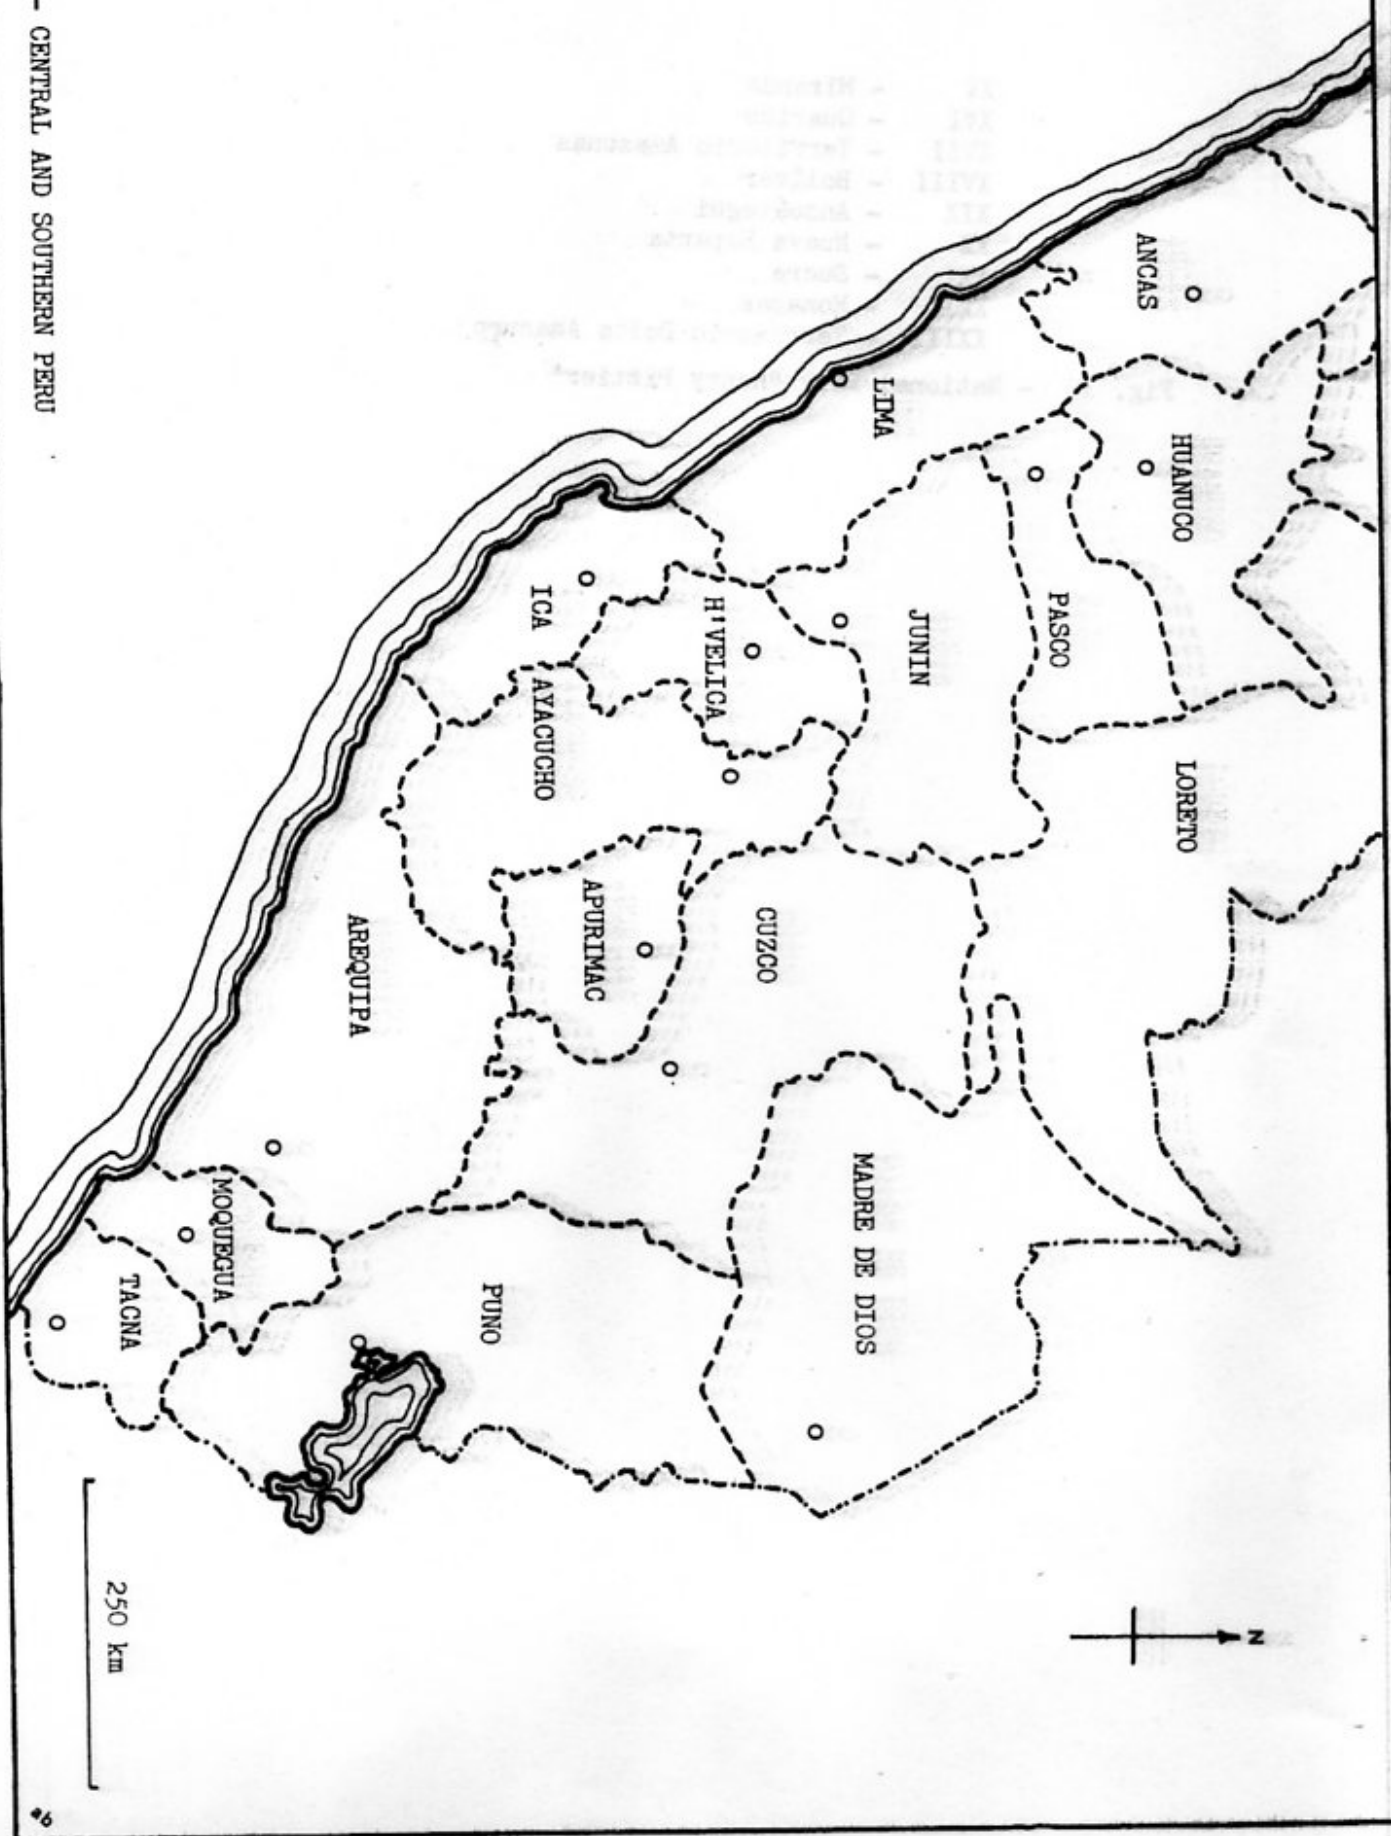 ANCAS
HUANUCO
LORETO
PASCO
LIMA
JUNIN
H'VELICA
CUZCO
MADRE DE DIOS
ICA
AYACUCHO
APURIMAC
AREQUIPA
PUNO
MOQUEGUA
TACNA
N
250 km
- CENTRAL AND SOUTHERN PERU
ab